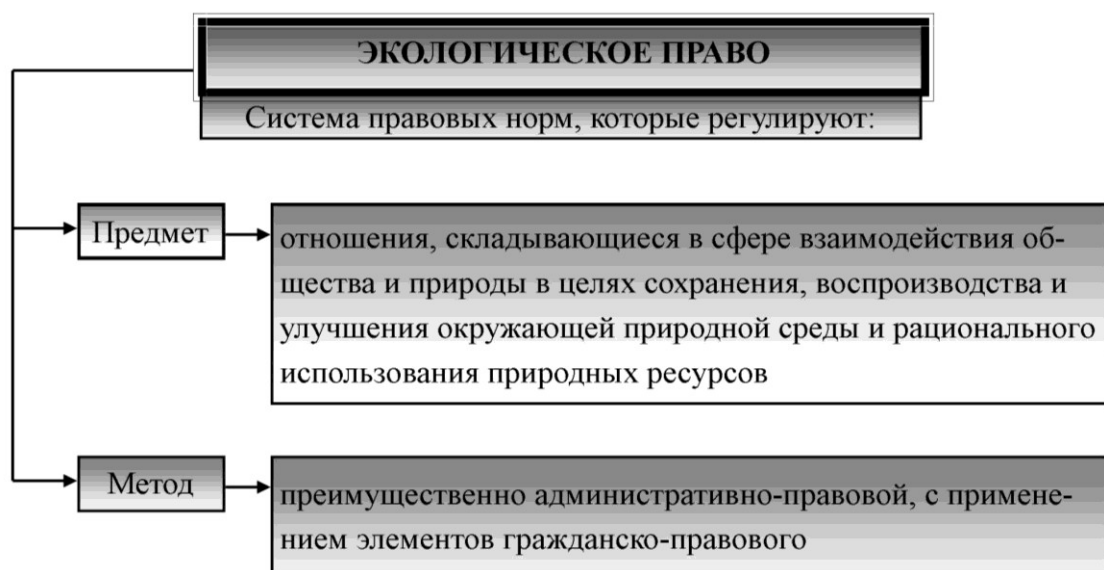 ЭКОЛОГИЧЕСКОЕ ПРАВО
Система правовых норм, которые регулируют:
Предмет
отношения, складывающиеся в сфере взаимодействия об-
щества и природы в целях сохранения, воспроизводства и
улучшения окружающей природной среды и рационального
использования природных ресурсов
Метод
преимущественно административно-правовой, с примене-
нием элементов гражданско-правового